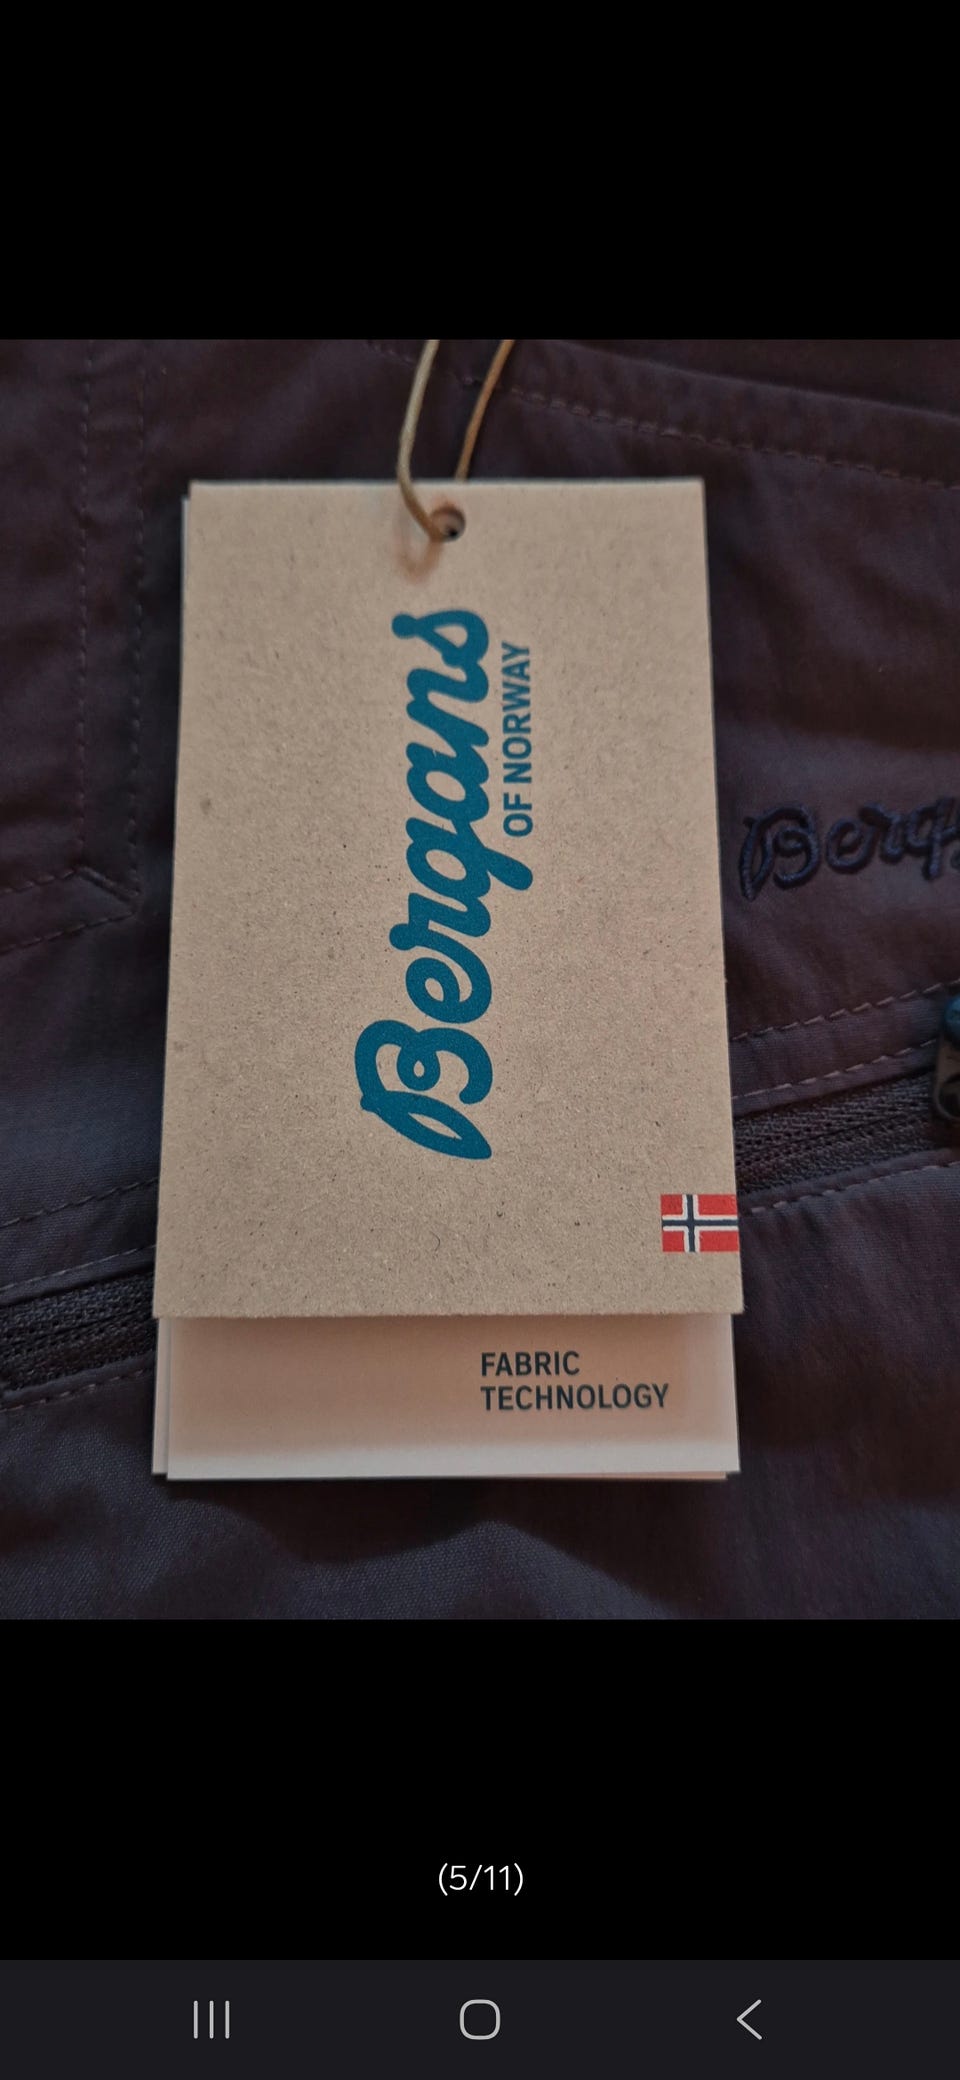 Bergans
OF NORWAY
FABRIC
TECHNOLOGY
(5/11)